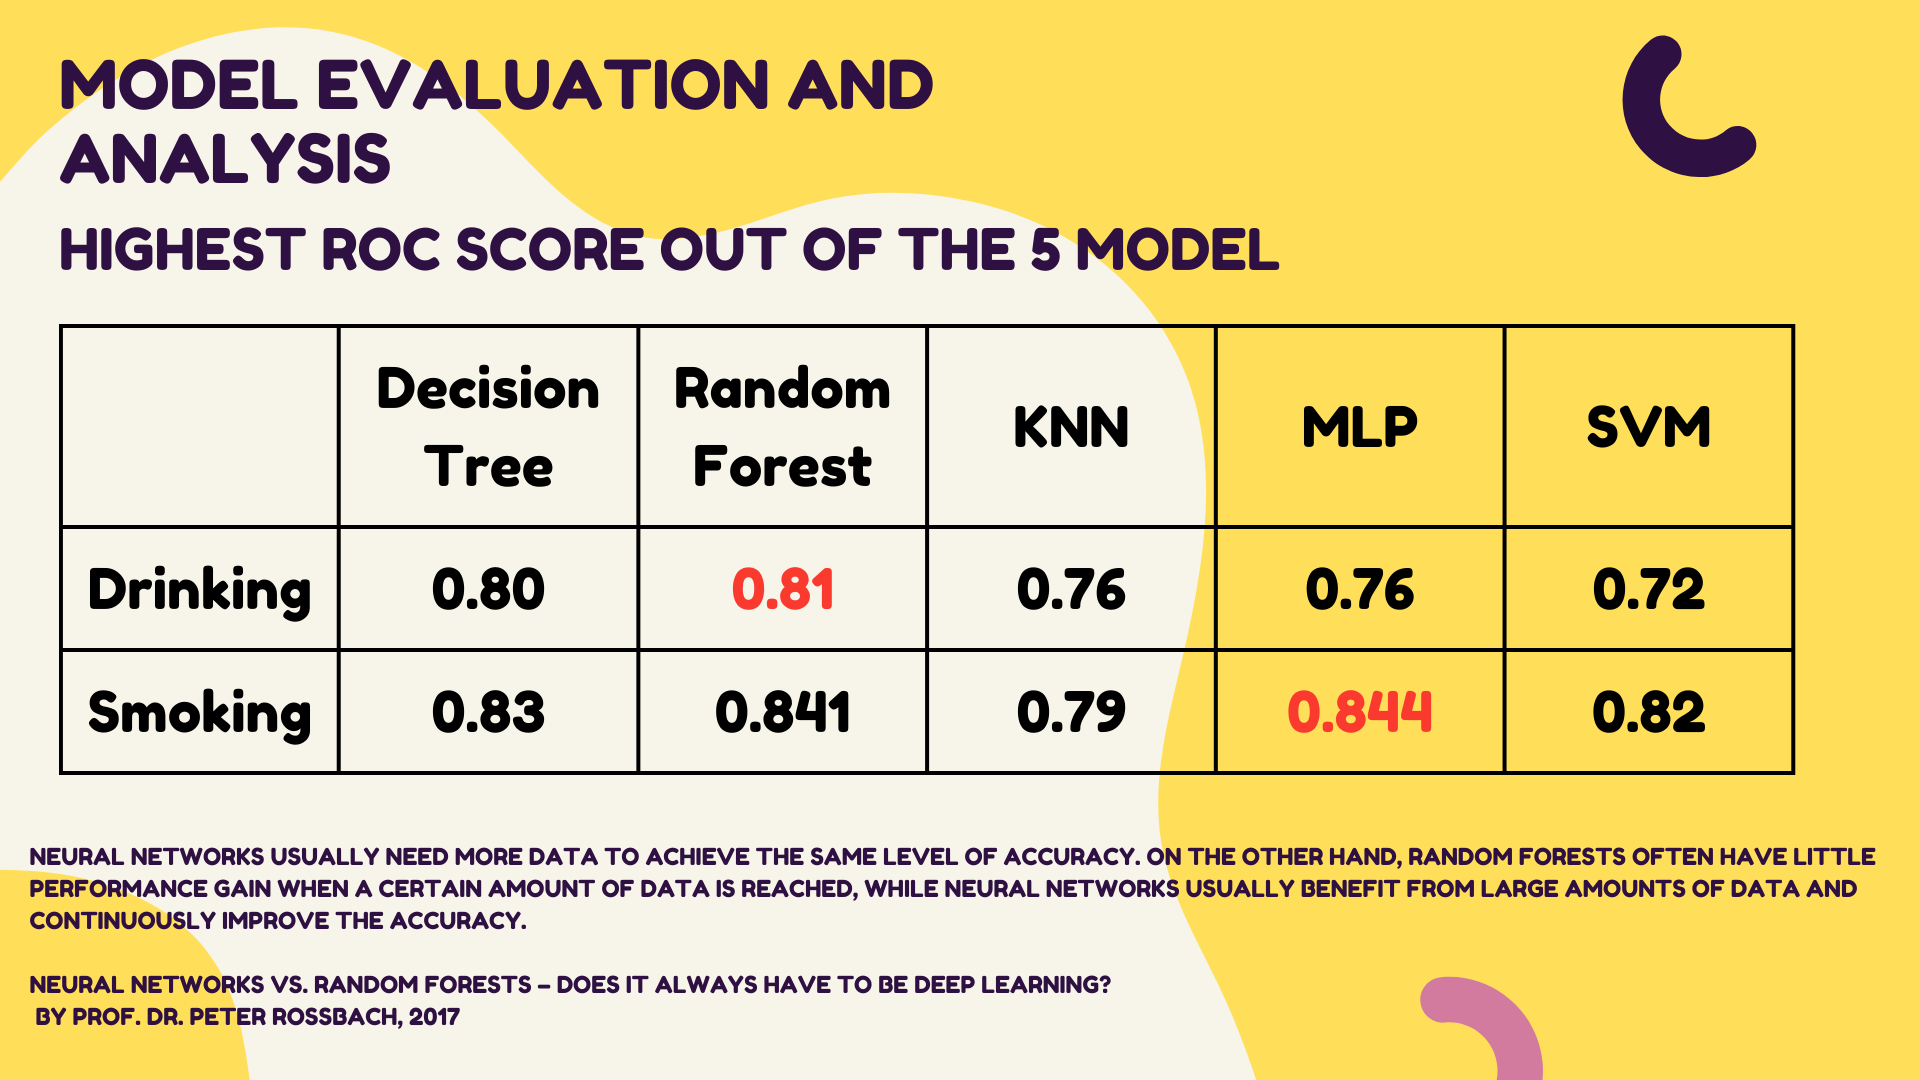 MODEL EVALUATION AND
ANALYSIS
HIGHEST ROC SCORE OUT OF THE 5 MODEL
Decision Tree Random Forest KNN MLP SVM
Drinking 0.80 0.81 0.76 0.76 0.72
Smoking 0.83 0.841 0.79 0.844 0.82
NEURAL NETWORKS USUALLY NEED MORE DATA TO ACHIEVE THE SAME LEVEL OF ACCURACY. ON THE OTHER HAND, RANDOM FORESTS OFTEN HAVE LITTLE
PERFORMANCE GAIN WHEN A CERTAIN AMOUNT OF DATA IS REACHED, WHILE NEURAL NETWORKS USUALLY BENEFIT FROM LARGE AMOUNTS OF DATA AND
CONTINUOUSLY IMPROVE THE ACCURACY.
NEURAL NETWORKS VS. RANDOM FORESTS – DOES IT ALWAYS HAVE TO BE DEEP LEARNING?
BY PROF. DR. PETER ROSSBACH, 2017